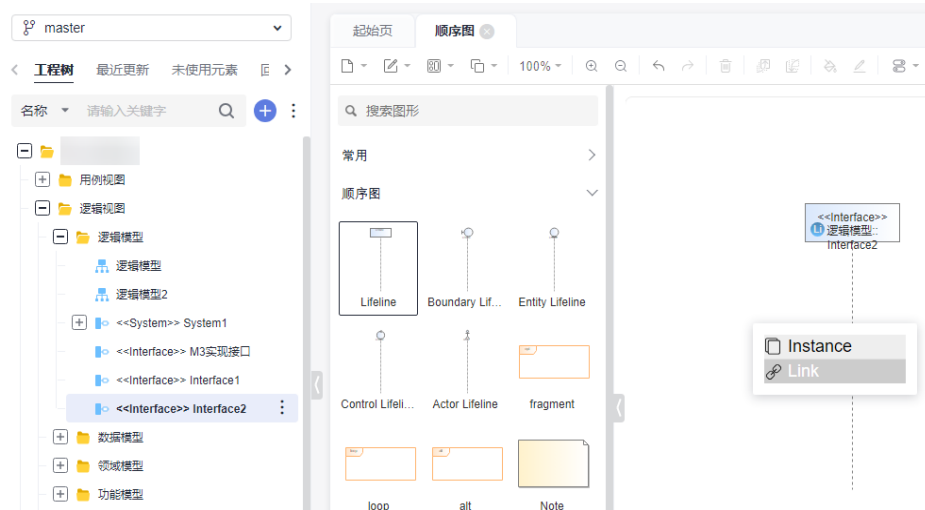 master
工程树 最近更新 未使用元素
名称 请输入关键字
用例视图
逻辑视图
逻辑模型
逻辑模型
逻辑模型2
<<System>> System1
<<Interface>> M3实现接口
<<Interface>> Interface1
<<Interface>> Interface2
数据模型
领域模型
功能模型
起始页 顺序图
100%
搜索图形
常用
顺序图
Lifeline Boundary Lif... Entity Lifeline
Control Lifeli... Actor Lifeline fragment
loop alt Note
<<Interface>>
Li 逻辑模型::
Interface2
Instance
Link